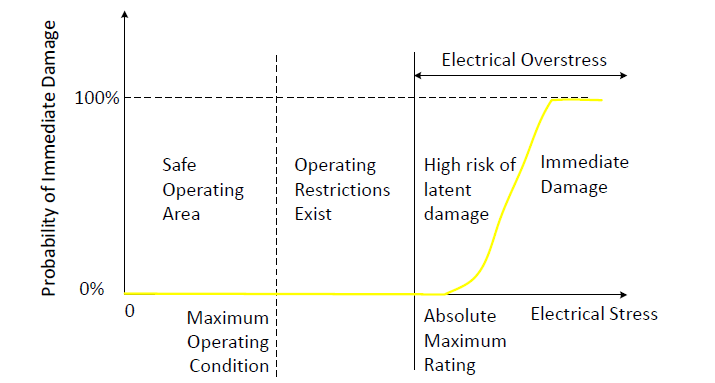 Probability of Immediate Damage
Electrical Overstress
100%
Safe
Operating
Area
Operating
Restrictions
Exist
High risk of
latent
damage
Immediate
Damage
0%
0
Maximum
Operating
Condition
Absolute
Maximum
Rating
Electrical Stress